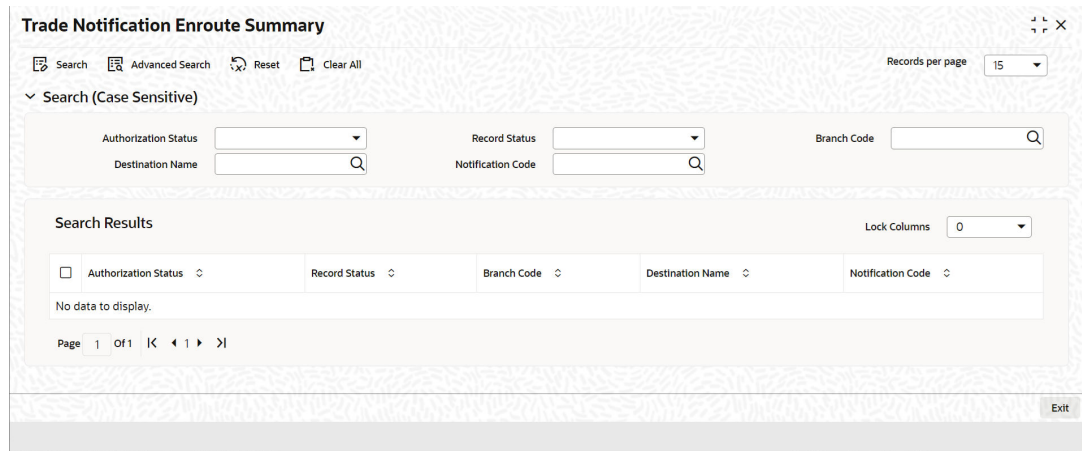 Trade Notification Enroute Summary
Search Advanced Search Reset Clear All Records per page 15
Search (Case Sensitive)
Authorization Status Record Status Branch Code
Destination Name Notification Code
Search Results Lock Columns 0
Authorization Status Record Status Branch Code Destination Name Notification Code
No data to display.
Page 1 Of 1 1
Exit